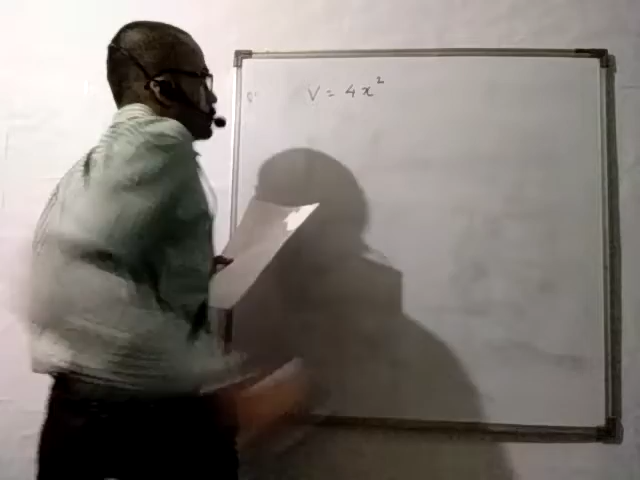 V = 4x²